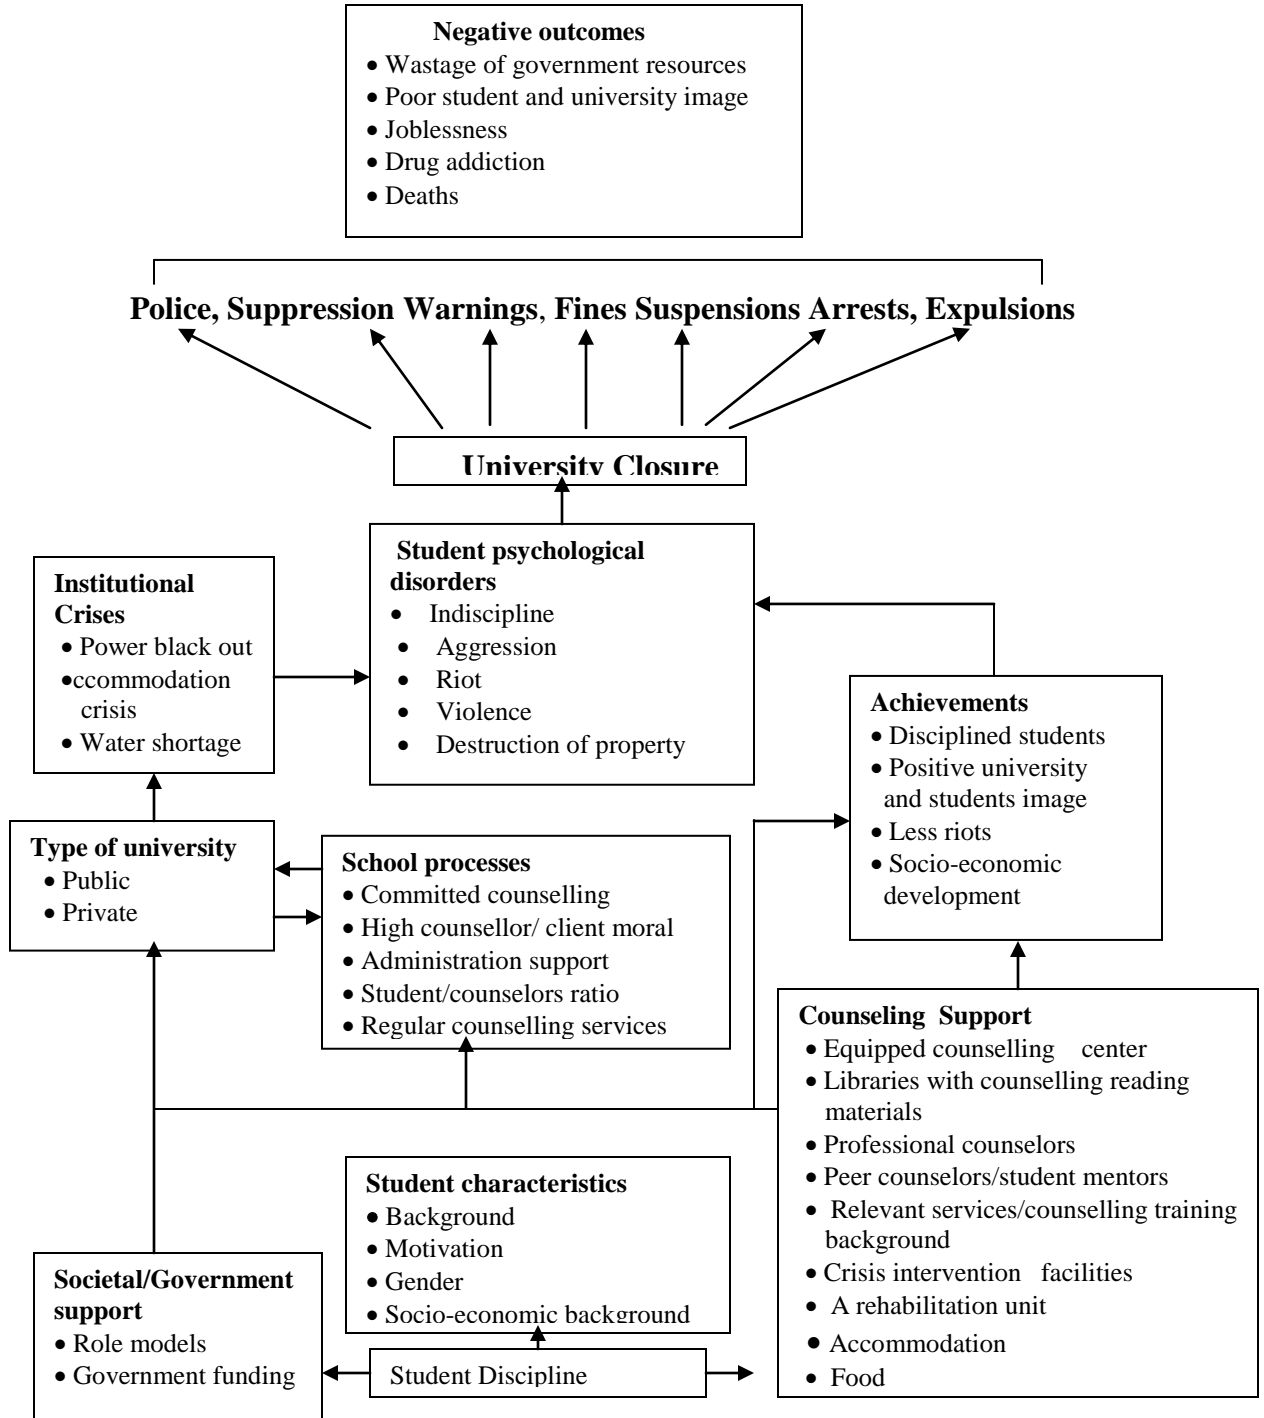 Negative outcomes
• Wastage of government resources
• Poor student and university image
• Joblessness
• Drug addiction
• Deaths
Police, Suppression Warnings, Fines Suspensions Arrests, Expulsions
University Closure
Student psychological
disorders
• Indiscipline
• Aggression
• Riot
• Violence
• Destruction of property
Institutional
Crises
• Power black out
•ccommodation
crisis
• Water shortage
Achievements
• Disciplined students
• Positive university
and students image
• Less riots
• Socio-economic
development
Type of university
• Public
• Private
School processes
• Committed counselling
• High counsellor/ client moral
• Administration support
• Student/counselors ratio
• Regular counselling services
Counseling Support
• Equipped counselling center
• Libraries with counselling reading
materials
• Professional counselors
• Peer counselors/student mentors
• Relevant services/counselling training
background
• Crisis intervention facilities
• A rehabilitation unit
• Accommodation
• Food
Student characteristics
• Background
• Motivation
• Gender
• Socio-economic background
Societal/Government
support
• Role models
• Government funding
Student Discipline